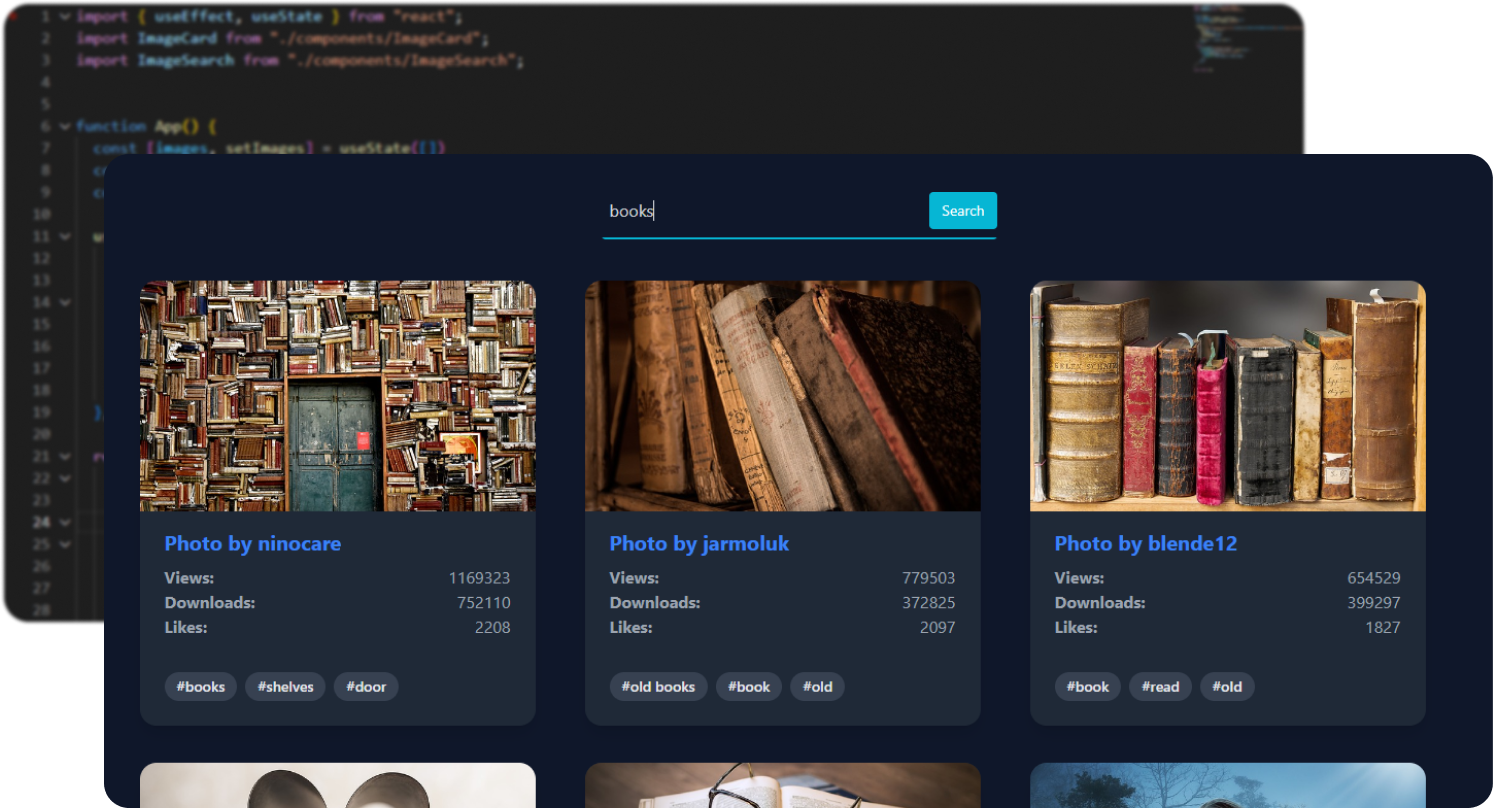 1 import { useEffect, useState } from "react";
2 import ImageCard from "./components/ImageCard";
3 import ImageSearch from "./components/ImageSearch";
4
5
6 function App() {
7 const [images, setImages] = useState([])
8
9
10
11
12
13
14
15
16
17
18
19 }
20
21
22
23
24
25
26
27
28
books
Search
Photo by ninocare
Views: 1169323
Downloads: 752110
Likes: 2208
#books #shelves #door
Photo by jarmoluk
Views: 779503
Downloads: 372825
Likes: 2097
#old books #book #old
Photo by blende12
Views: 654529
Downloads: 399297
Likes: 1827
#book #read #old